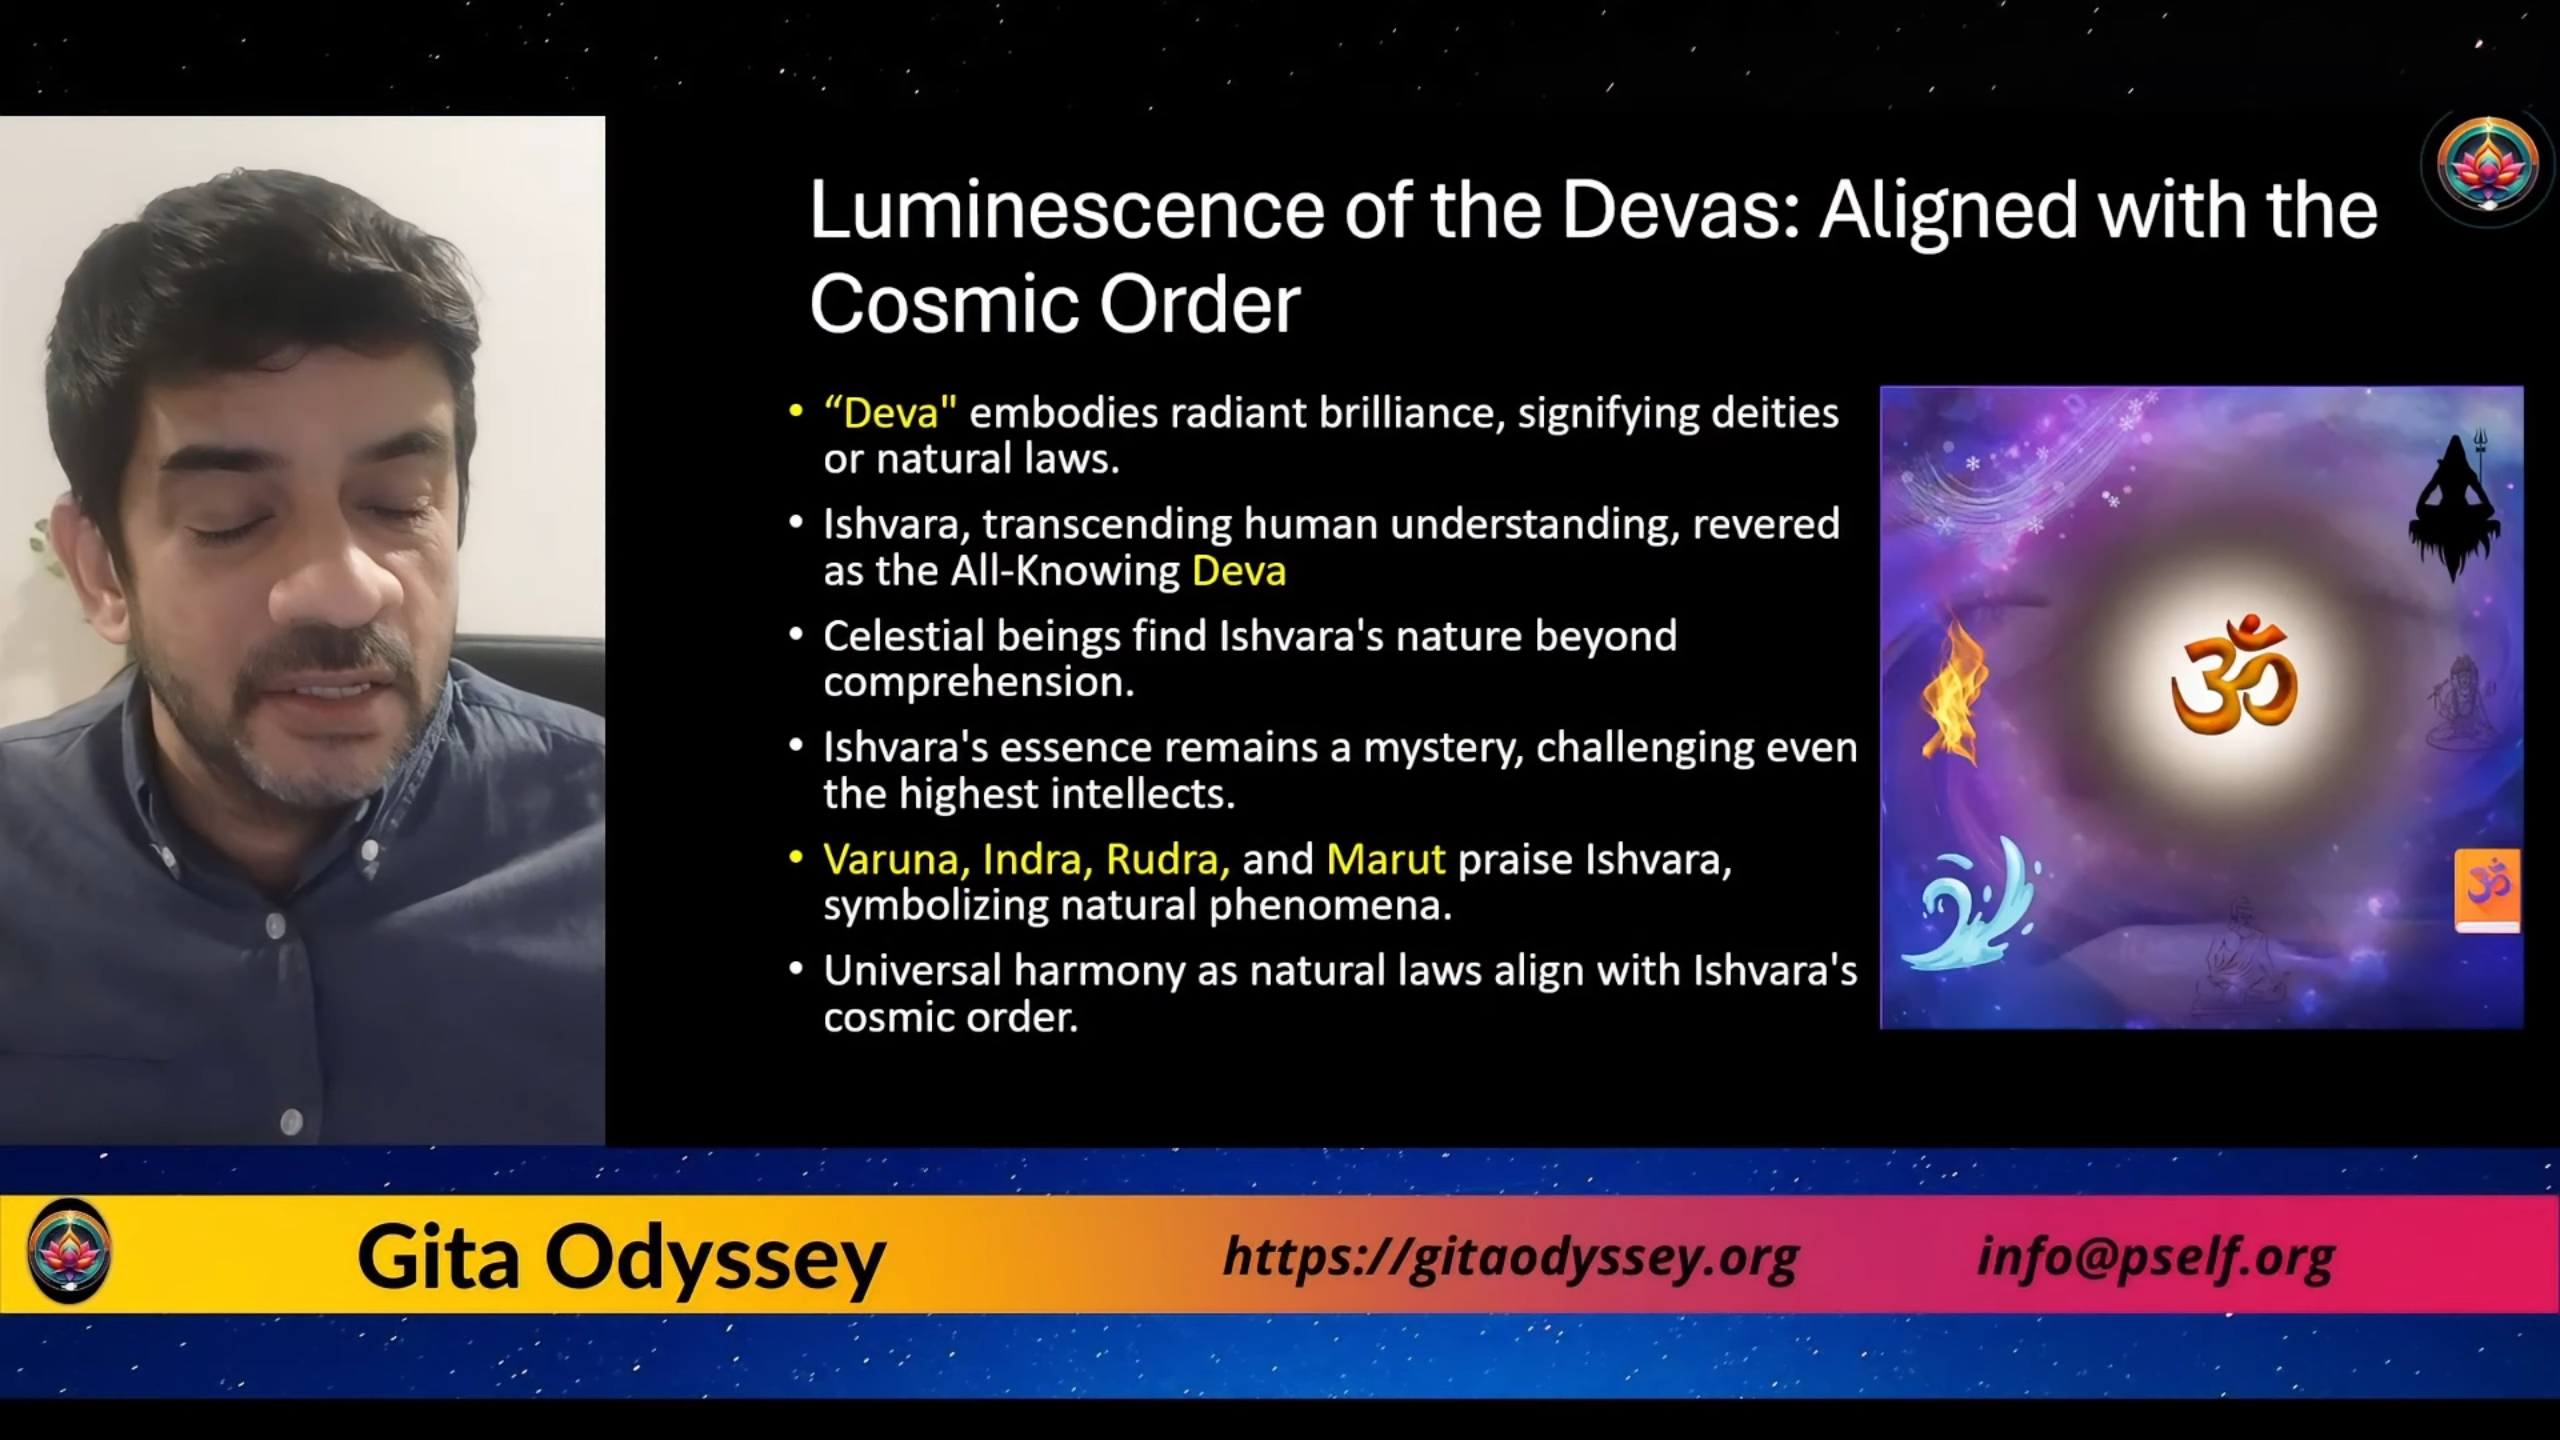 Luminescence of the Devas: Aligned with the
Cosmic Order
• “Deva" embodies radiant brilliance, signifying deities
or natural laws.
• Ishvara, transcending human understanding, revered
as the All-Knowing Deva
• Celestial beings find Ishvara's nature beyond
comprehension.
• Ishvara's essence remains a mystery, challenging even
the highest intellects.
• Varuna, Indra, Rudra, and Marut praise Ishvara,
symbolizing natural phenomena.
• Universal harmony as natural laws align with Ishvara's
cosmic order.
ॐ
ॐ
Gita Odyssey
https://gitaodyssey.org
info@pself.org